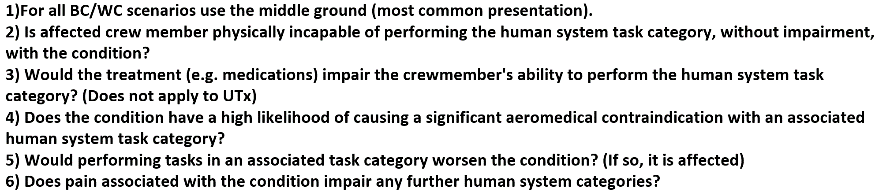 1)For all BC/WC scenarios use the middle ground (most common presentation).
2) Is affected crew member physically incapable of performing the human system task category, without impairment,
with the condition?
3) Would the treatment (e.g. medications) impair the crewmember's ability to perform the human system task
category? (Does not apply to UTx)
4) Does the condition have a high likelihood of causing a significant aeromedical contraindication with an associated
human system task category?
5) Would performing tasks in an associated task category worsen the condition? (If so, it is affected)
6) Does pain associated with the condition impair any further human system categories?